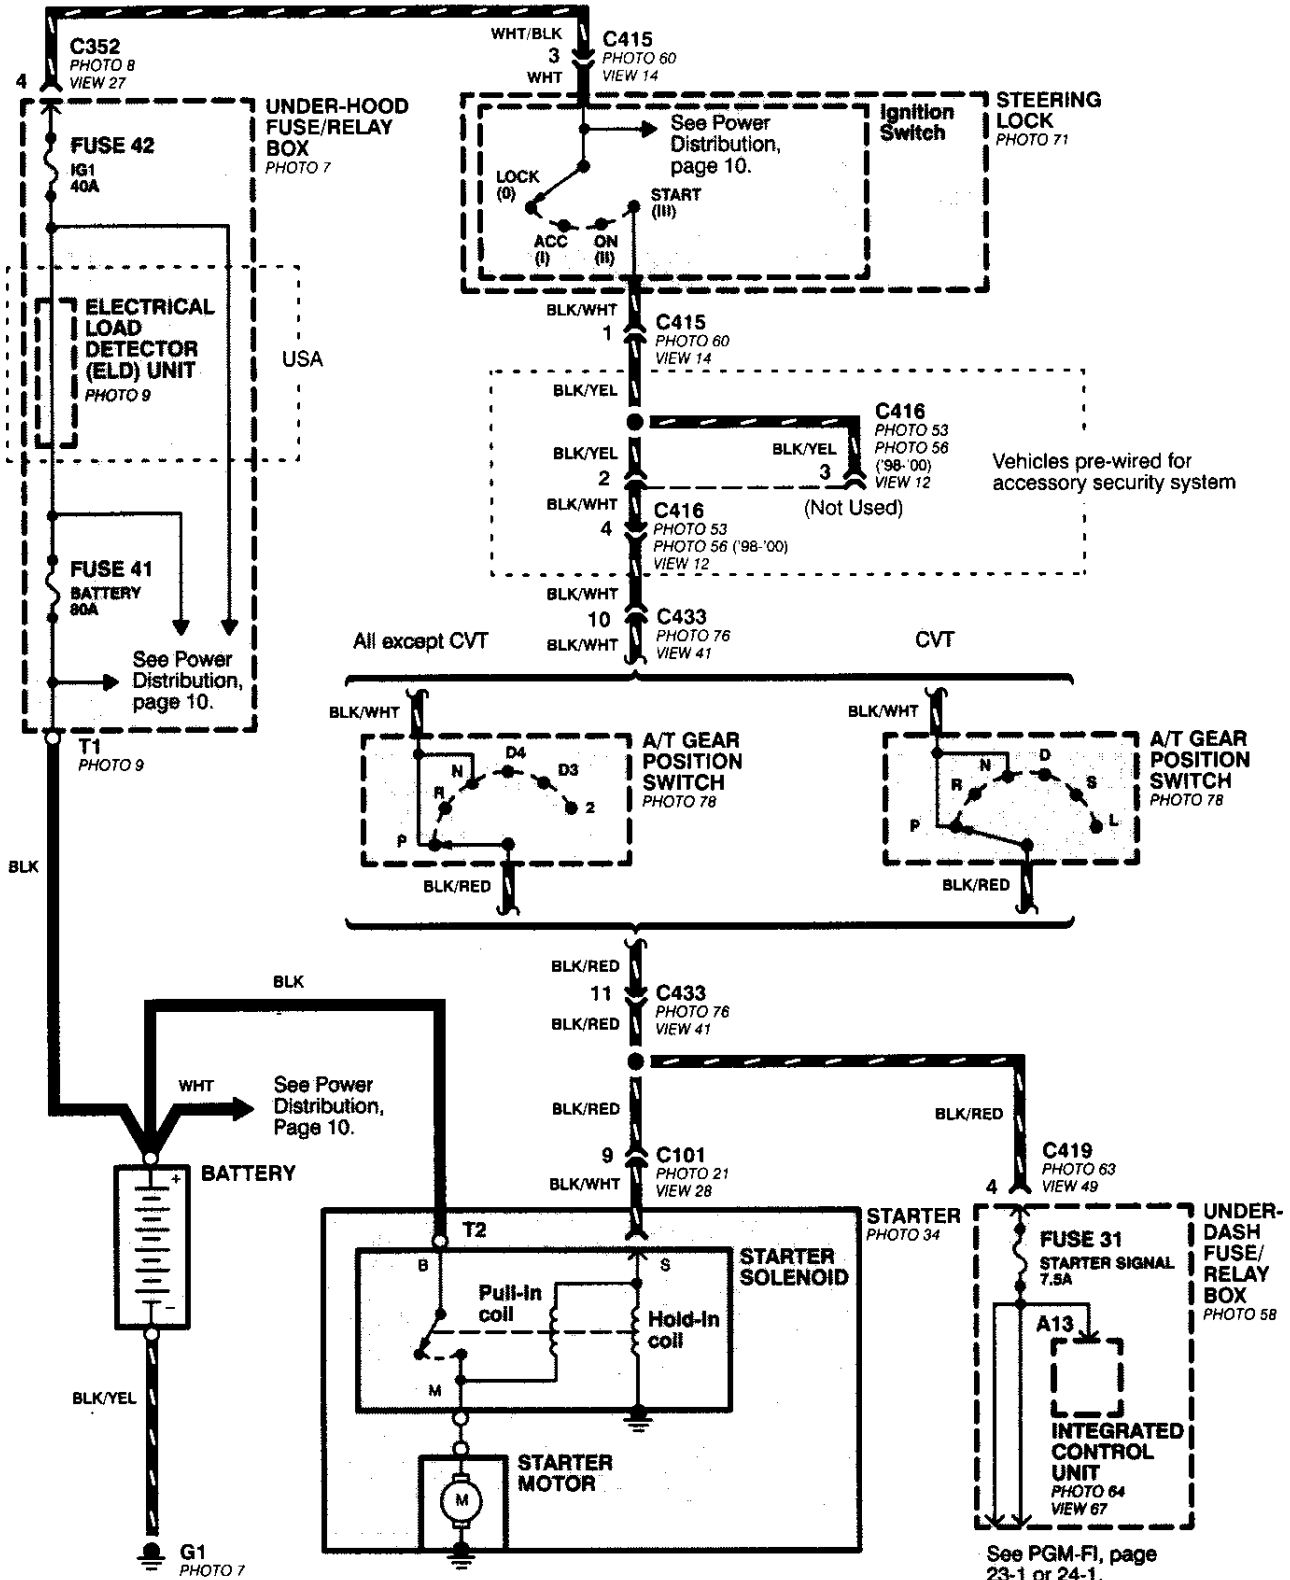 WHT/BLK
3
C415
PHOTO 60
VIEW 14
WHT
C352
PHOTO 8
VIEW 27
4
UNDER-HOOD
FUSE/RELAY
BOX
PHOTO 7
FUSE 42
IG1
40A
ELECTRICAL
LOAD
DETECTOR
(ELD) UNIT
PHOTO 9
USA
FUSE 41
BATTERY
80A
See Power
Distribution,
page 10.
T1
PHOTO 9
STEERING
LOCK
PHOTO 71
Ignition
Switch
See Power
Distribution,
page 10.
LOCK
(0)
START
(III)
ACC
(I)
ON
(II)
BLK/WHT
1
C415
PHOTO 60
VIEW 14
BLK/YEL
BLK/YEL
2
BLK/YEL
3
C416
PHOTO 53
PHOTO 56
('98-'00)
VIEW 12
(Not Used)
Vehicles pre-wired for
accessory security system
BLK/WHT
4
C416
PHOTO 53
PHOTO 56 ('98-'00)
VIEW 12
BLK/WHT
10
C433
PHOTO 76
VIEW 41
BLK/WHT
All except CVT
CVT
BLK/WHT
A/T GEAR
POSITION
SWITCH
PHOTO 78
P
R
N
D4
D3
2
BLK/RED
BLK/WHT
A/T GEAR
POSITION
SWITCH
PHOTO 78
P
R
N
D
S
L
BLK/RED
BLK
BLK/RED
11
C433
PHOTO 76
VIEW 41
BLK/RED
BLK
WHT
See Power
Distribution,
Page 10.
BLK/RED
9
C101
PHOTO 21
VIEW 28
BLK/WHT
BLK/RED
C419
PHOTO 63
VIEW 49
4
BATTERY
+
-
BLK/YEL
G1
PHOTO 7
STARTER
PHOTO 34
T2
STARTER
SOLENOID
B
S
Pull-in
coil
Hold-in
coil
M
STARTER
MOTOR
M
UNDER-
DASH
FUSE/
RELAY
BOX
PHOTO 58
FUSE 31
STARTER SIGNAL
7.5A
A13
INTEGRATED
CONTROL
UNIT
PHOTO 64
VIEW 67
See PGM-FI, page
23-1 or 24-1.